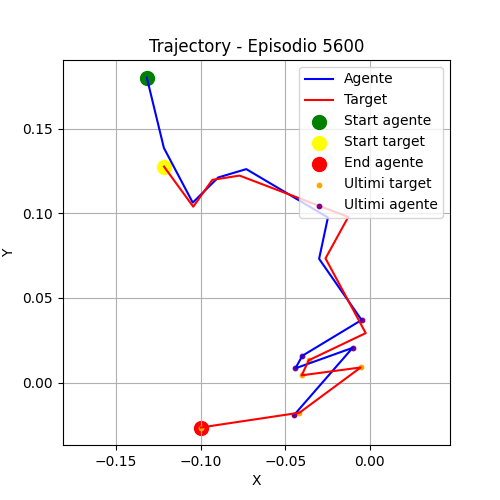 Trajectory - Episodio 5600
Agente
Target
Start agente
Start target
End agente
Ultimi target
Ultimi agente
Y
0.15
0.10
0.05
0.00
−0.15
−0.10
−0.05
0.00
X